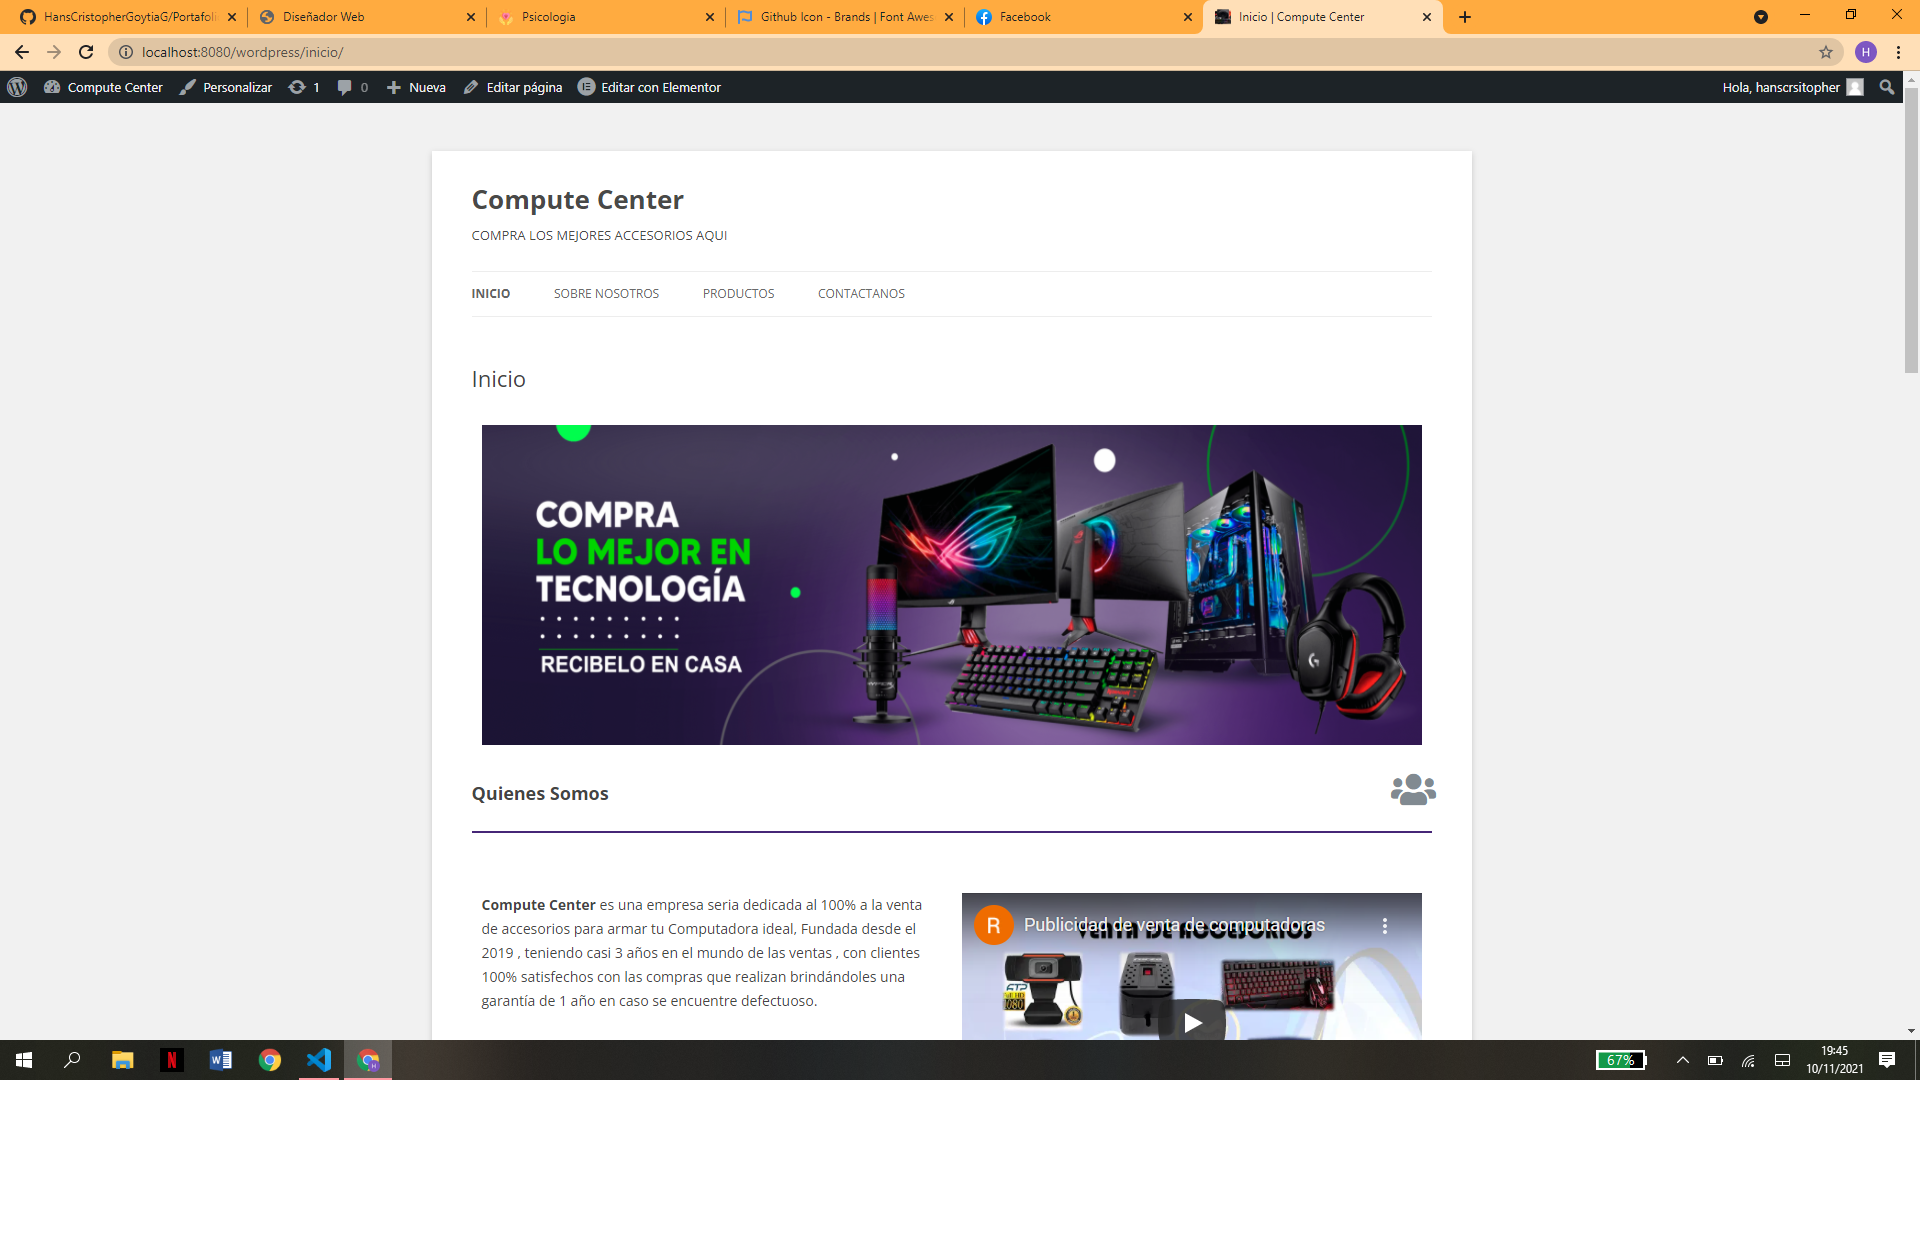 HansCristopherGoytiaG/Portafoli
Diseñador Web
Psicologia
Github Icon - Brands | Font Awes
Facebook
Inicio | Compute Center
localhost:8080/wordpress/inicio/
H
Compute Center
Personalizar
1
0
Nueva
Editar página
Editar con Elementor
Hola, hanscrsitopher
Compute Center
COMPRA LOS MEJORES ACCESORIOS AQUI
INICIO
SOBRE NOSOTROS
PRODUCTOS
CONTACTANOS
Inicio
COMPRA
LO MEJOR EN
TECNOLOGÍA
RECIBELO EN CASA
Quienes Somos
Compute Center es una empresa seria dedicada al 100% a la venta
de accesorios para armar tu Computadora ideal, Fundada desde el
2019 , teniendo casi 3 años en el mundo de las ventas , con clientes
100% satisfechos con las compras que realizan brindándoles una
garantía de 1 año en caso se encuentre defectuoso.
R
Publicidad de venta de computadoras
VENTA DE ACCESORIOS
67%
19:45
10/11/2021